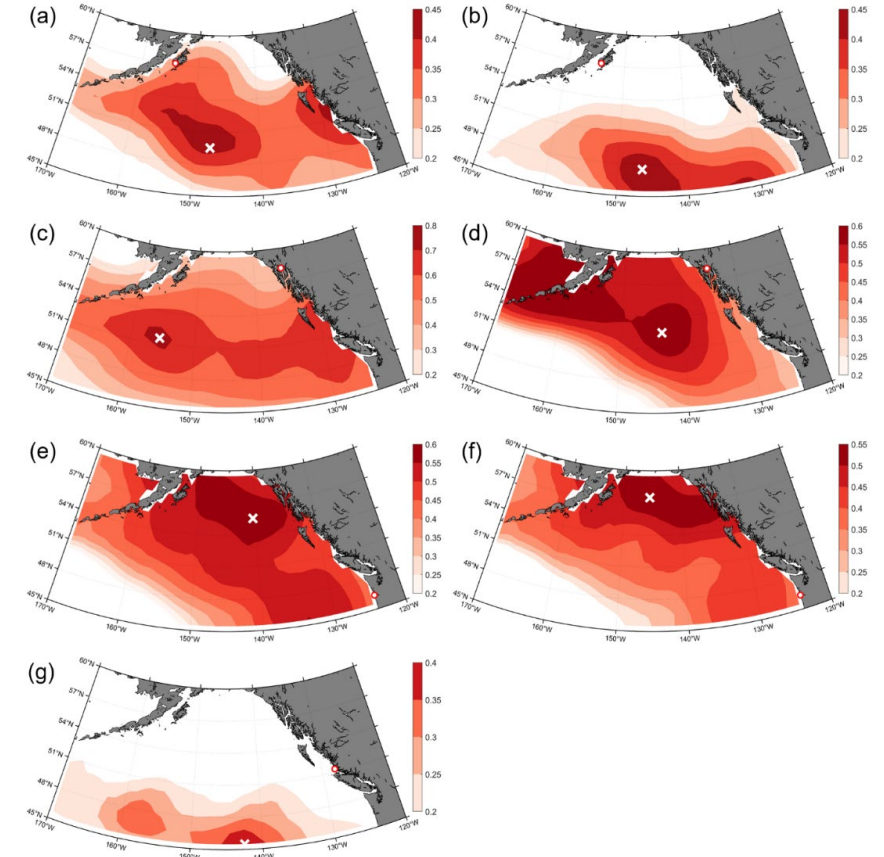 (a)
60°N
57°N
54°N
51°N
48°N
45°N
170°W
160°W
150°W
140°W
130°W
120°W
0.45
0.4
0.35
0.3
0.25
0.2
(b)
60°N
57°N
54°N
51°N
48°N
45°N
170°W
160°W
150°W
140°W
130°W
120°W
0.45
0.4
0.35
0.3
0.25
0.2
(c)
60°N
57°N
54°N
51°N
48°N
45°N
170°W
160°W
150°W
140°W
130°W
120°W
0.8
0.7
0.6
0.5
0.4
0.3
0.2
(d)
60°N
57°N
54°N
51°N
48°N
45°N
170°W
160°W
150°W
140°W
130°W
120°W
0.6
0.55
0.5
0.45
0.4
0.35
0.3
0.25
0.2
(e)
60°N
57°N
54°N
51°N
48°N
45°N
170°W
160°W
150°W
140°W
130°W
120°W
0.6
0.55
0.5
0.45
0.4
0.35
0.3
0.25
0.2
(f)
60°N
57°N
54°N
51°N
48°N
45°N
170°W
160°W
150°W
140°W
130°W
120°W
0.55
0.5
0.45
0.4
0.35
0.3
0.25
0.2
(g)
60°N
57°N
54°N
51°N
48°N
45°N
170°W
160°W
150°W
140°W
130°W
120°W
0.4
0.35
0.3
0.25
0.2